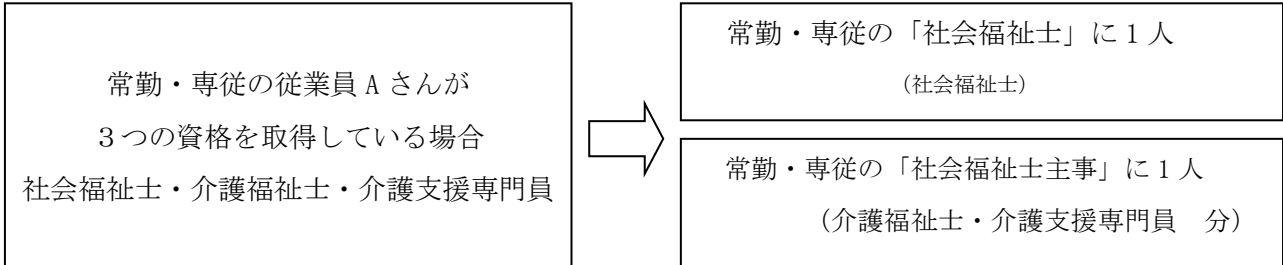 常勤・専従の従業員 A さんが
３つの資格を取得している場合
社会福祉士・介護福祉士・介護支援専門員
常勤・専従の「社会福祉士」に 1 人
（社会福祉士）
常勤・専従の「社会福祉士主事」に 1 人
（介護福祉士・介護支援専門員　分）